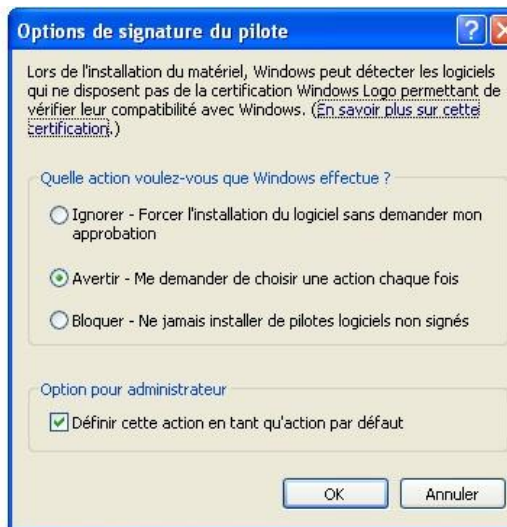 Options de signature du pilote
Lors de l'installation du matériel, Windows peut détecter les logiciels
qui ne disposent pas de la certification Windows Logo permettant de
vérifier leur compatibilité avec Windows. (En savoir plus sur cette
certification.)
Quelle action voulez-vous que Windows effectue ?
Ignorer - Forcer l'installation du logiciel sans demander mon
approbation
Avertir - Me demander de choisir une action chaque fois
Bloquer - Ne jamais installer de pilotes logiciels non signés
Option pour administrateur
Définir cette action en tant qu'action par défaut
OK
Annuler